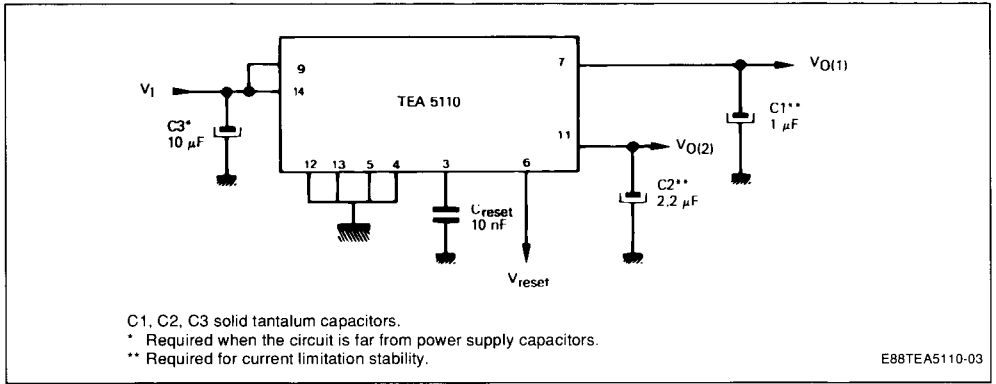 9
7
V₁
14
V_O(1)
TEA 5110
C3*
10 μF
C1**
1 μF
11
V_O(2)
12 13 5 4 3 6
C_reset
10 nF
C2**
2,2 μF
V_reset
C1, C2, C3 solid tantalum capacitors.
* Required when the circuit is far from power supply capacitors.
** Required for current limitation stability.
E88TEA5110-03